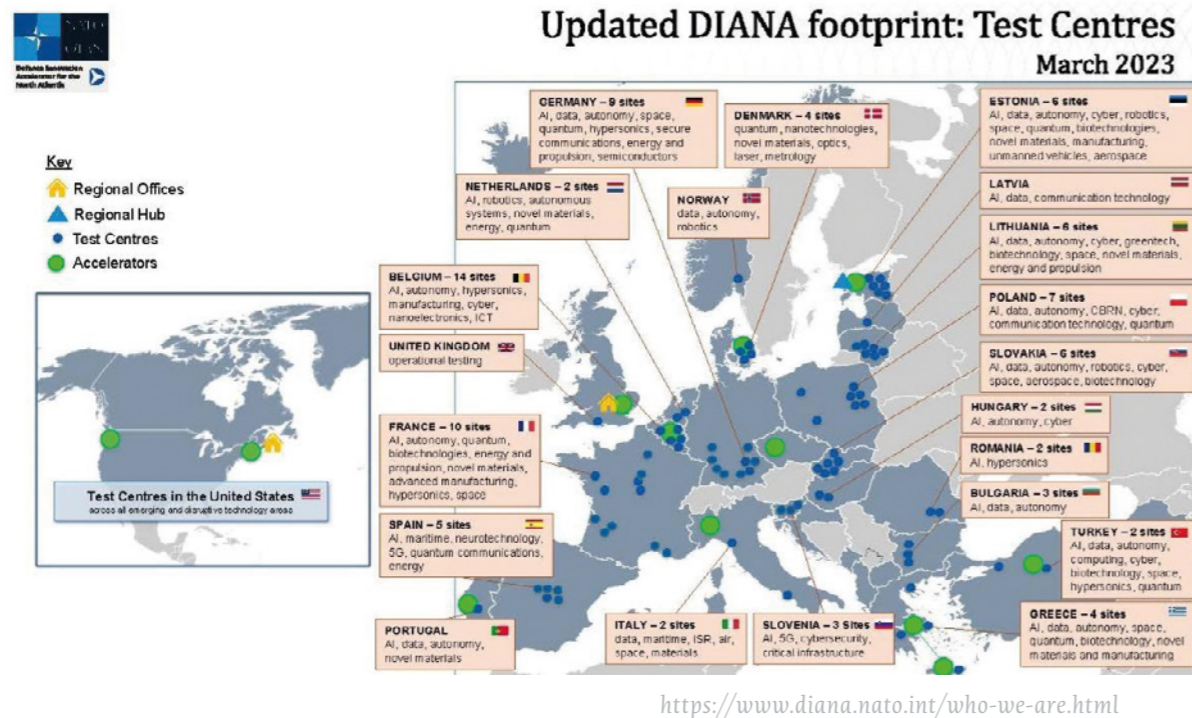 NATO
OTAN
Defence Innovation
Accelerator for the
North Atlantic
Updated DIANA footprint: Test Centres
March 2023
Key
Regional Offices
Regional Hub
Test Centres
Accelerators
Test Centres in the United States
across all emerging and disruptive technology areas
GERMANY – 9 sites
AI, data, autonomy, space,
quantum, hypersonics, secure
communications, energy and
propulsion, semiconductors
DENMARK – 4 sites
quantum, nanotechnologies,
novel materials, optics,
laser, metrology
ESTONIA – 6 sites
AI, data, autonomy, cyber, robotics,
space, quantum, biotechnologies,
novel materials, manufacturing,
unmanned vehicles, aerospace
NETHERLANDS – 2 sites
AI, robotics, autonomous
systems, novel materials,
energy, quantum
NORWAY
data, autonomy,
robotics
LATVIA
AI, data, communication technology
LITHUANIA – 6 sites
AI, data, autonomy, cyber, greentech,
biotechnology, space, novel materials,
energy and propulsion
BELGIUM – 14 sites
AI, autonomy, hypersonics,
manufacturing, cyber,
nanoelectronics, ICT
POLAND – 7 sites
AI, data, autonomy, CBRN, cyber,
communication technology, quantum
UNITED KINGDOM
operational testing
SLOVAKIA – 6 sites
AI, data, autonomy, robotics, cyber,
space, aerospace, biotechnology
FRANCE – 10 sites
AI, autonomy, quantum,
biotechnologies, energy and
propulsion, novel materials,
advanced manufacturing,
hypersonics, space
HUNGARY – 2 sites
AI, autonomy, cyber
ROMANIA – 2 sites
AI, hypersonics
BULGARIA – 3 sites
AI, data, autonomy
SPAIN – 5 sites
AI, maritime, neurotechnology,
5G, quantum communications,
energy
TURKEY – 2 sites
AI, data, autonomy,
computing, cyber,
biotechnology, space,
hypersonics, quantum
PORTUGAL
AI, data, autonomy,
novel materials
ITALY – 2 sites
data, maritime, ISR, air,
space, materials
SLOVENIA – 3 Sites
AI, 5G, cybersecurity,
critical infrastructure
GREECE – 4 sites
AI, data, autonomy, space,
quantum, biotechnology, novel
materials and manufacturing
https://www.diana.nato.int/who-we-are.html